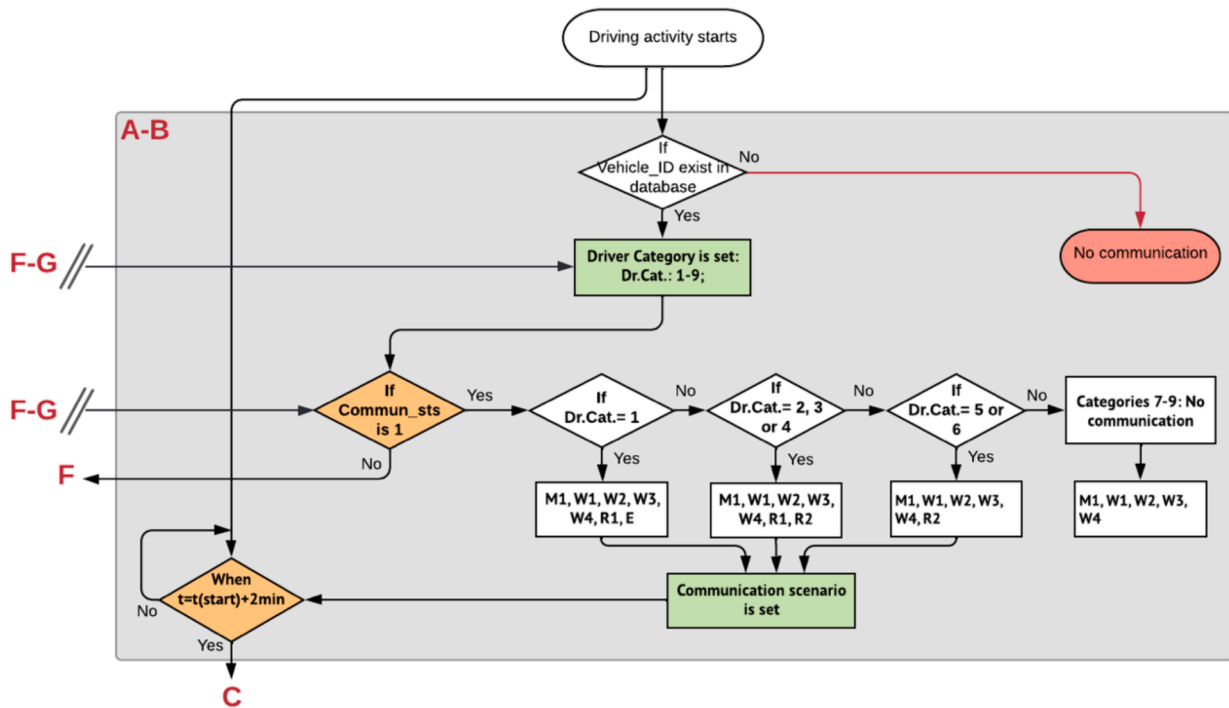 Driving activity starts
A-B
If
Vehicle_ID exist in
database
No
Yes
No communication
F-G
Driver Category is set:
Dr.Cat.: 1-9;
F-G
If
Commun_sts
is 1
Yes
No
F
If
Dr.Cat.= 1
No
Yes
If
Dr.Cat.= 2, 3
or 4
No
Yes
If
Dr.Cat.= 5 or
6
No
Yes
Categories 7-9: No
communication
M1, W1, W2, W3,
W4, R1, E
M1, W1, W2, W3,
W4, R1, R2
M1, W1, W2, W3,
W4, R2
M1, W1, W2, W3,
W4
Communication scenario
is set
When
t=t(start)+2min
No
Yes
C